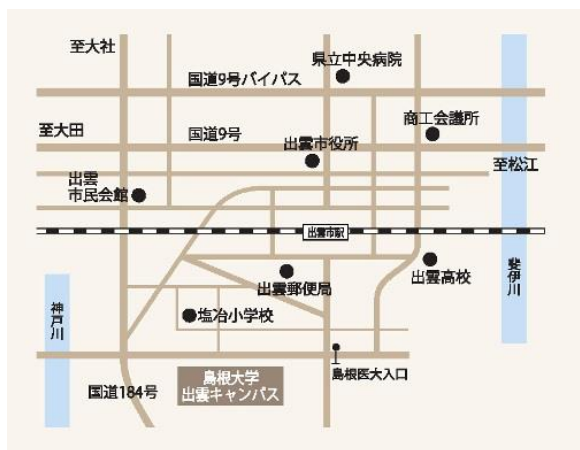 至大社
県立中央病院
国道9号バイパス
商工会議所
至大田
国道9号
出雲市役所
至松江
出雲
市民会館
出雲市駅
斐伊川
出雲高校
出雲郵便局
神戸川
塩冶小学校
島根医大入口
島根大学
出雲キャンパス
国道184号